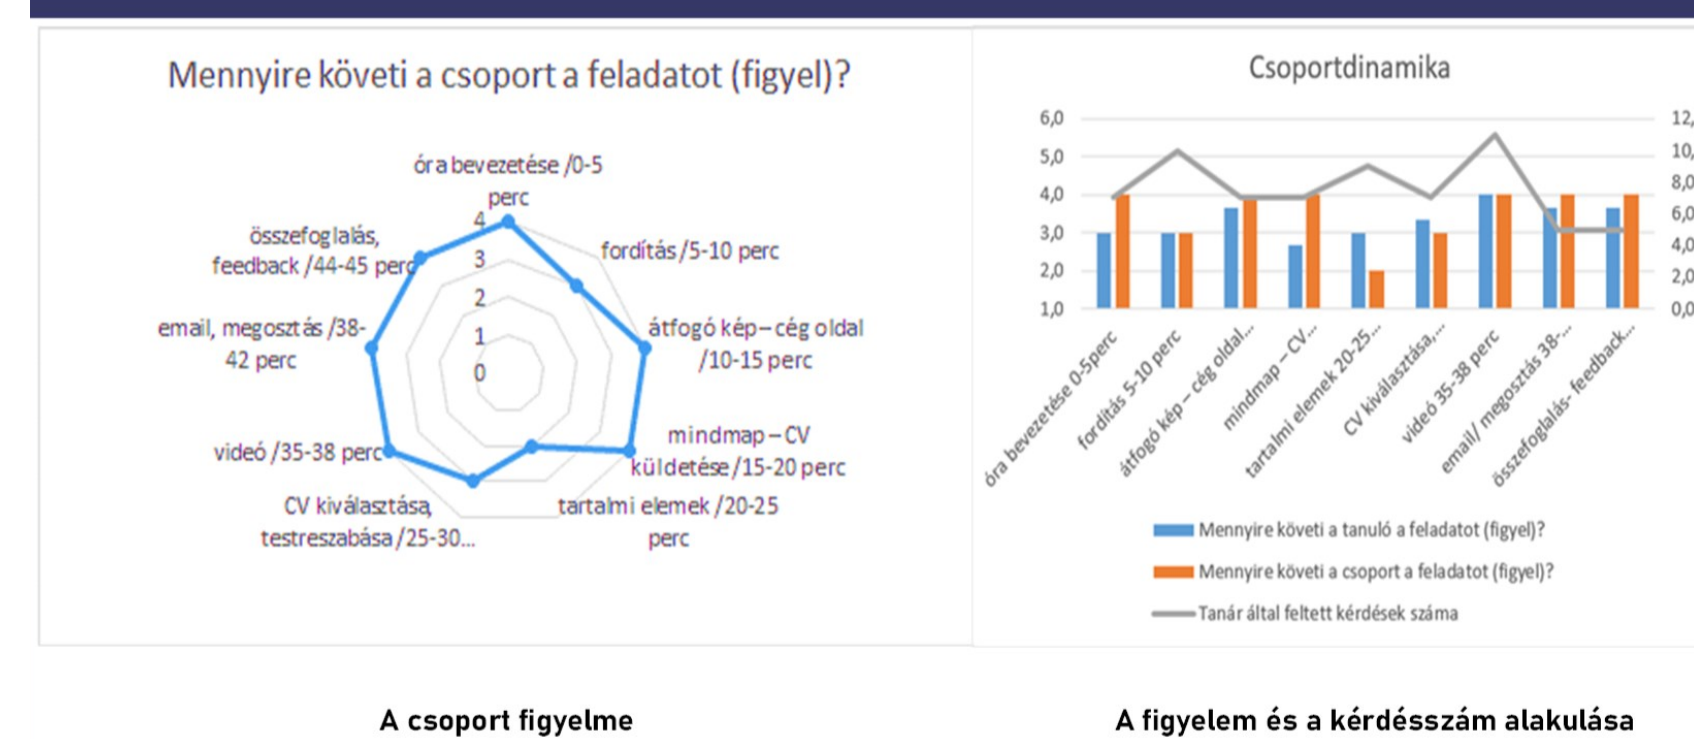 Mennyire követi a csoport a feladatot (figyel)?
óra bevezetése /0-5
perc
fordítás /5-10 perc
átfogó kép – cég oldal
/10-15 perc
mindmap – CV
küldetése /15-20 perc
tartalmi elemek /20-25
perc
CV kiválasztása,
testreszabása /25-30...
videó /35-38 perc
email, megosztás /38-
42 perc
összefoglalás,
feedback /44-45 perc
4
3
2
1
0
A csoport figyelme
Csoportdinamika
6,0
5,0
4,0
3,0
2,0
1,0
12,
10,
8,0
6,0
4,0
2,0
0,0
óra bevezetése 0-5perc
fordítás 5-10 perc
átfogó kép – cég oldal...
mindmap – CV...
tartalmi elemek 20-25...
CV kiválasztása,...
videó 35-38 perc
email/ megosztás 38-...
összefoglalás- feedback...
Mennyire követi a tanuló a feladatot (figyel)?
Mennyire követi a csoport a feladatot (figyel)?
Tanár által feltett kérdések száma
A figyelem és a kérdésszám alakulása